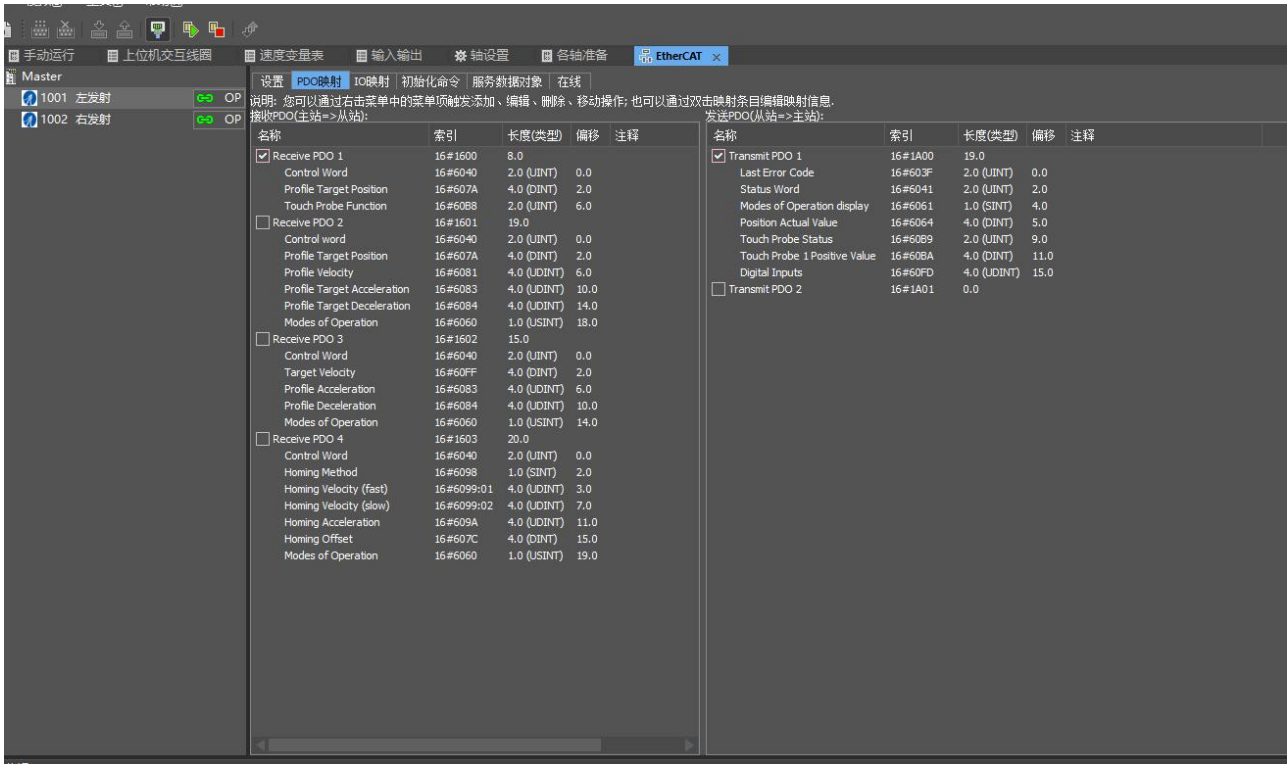 手动运行 上位机交互线圈 速度变量表 输入输出 轴设置 各轴准备 EtherCAT ×
Master
1001 左发射 OP
1002 右发射 OP
设置 PDO映射 IO映射 初始化命令 服务数据对象 在线
说明: 您可以通过右击菜单中的菜单项触发添加、编辑、删除、移动操作; 也可以通过双击映射条目编辑映射信息.
接收PDO(主站=>从站):
名称 索引 长度(类型) 偏移 注释
Receive PDO 1 16#1600 8.0
Control Word 16#6040 2.0 (UINT) 0.0
Profile Target Position 16#607A 4.0 (DINT) 2.0
Touch Probe Function 16#60B8 2.0 (UINT) 6.0
Receive PDO 2 16#1601 19.0
Control word 16#6040 2.0 (UINT) 0.0
Profile Target Position 16#607A 4.0 (DINT) 2.0
Profile Velocity 16#6081 4.0 (UDINT) 6.0
Profile Target Acceleration 16#6083 4.0 (UDINT) 10.0
Profile Target Deceleration 16#6084 4.0 (UDINT) 14.0
Modes of Operation 16#6060 1.0 (USINT) 18.0
Receive PDO 3 16#1602 15.0
Control Word 16#6040 2.0 (UINT) 0.0
Target Velocity 16#60FF 4.0 (DINT) 2.0
Profile Acceleration 16#6083 4.0 (UDINT) 6.0
Profile Deceleration 16#6084 4.0 (UDINT) 10.0
Modes of Operation 16#6060 1.0 (USINT) 14.0
Receive PDO 4 16#1603 20.0
Control Word 16#6040 2.0 (UINT) 0.0
Homing Method 16#6098 1.0 (SINT) 2.0
Homing Velocity (fast) 16#6099:01 4.0 (UDINT) 3.0
Homing Velocity (slow) 16#6099:02 4.0 (UDINT) 7.0
Homing Acceleration 16#609A 4.0 (UDINT) 11.0
Homing Offset 16#607C 4.0 (DINT) 15.0
Modes of Operation 16#6060 1.0 (USINT) 19.0
发送PDO(从站=>主站):
名称 索引 长度(类型) 偏移 注释
Transmit PDO 1 16#1A00 19.0
Last Error Code 16#603F 2.0 (UINT) 0.0
Status Word 16#6041 2.0 (UINT) 2.0
Modes of Operation display 16#6061 1.0 (SINT) 4.0
Position Actual Value 16#6064 4.0 (DINT) 5.0
Touch Probe Status 16#60B9 2.0 (UINT) 9.0
Touch Probe 1 Positive Value 16#60BA 4.0 (DINT) 11.0
Digital Inputs 16#60FD 4.0 (UDINT) 15.0
Transmit PDO 2 16#1A01 0.0